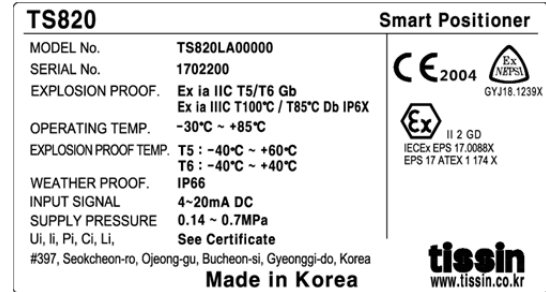 TS820 Smart Positioner
MODEL No. TS820LA00000
SERIAL No. 1702200
EXPLOSION PROOF. Ex ia IIC T5/T6 Gb
Ex ia IIIC T100℃ / T85℃ Db IP6X
OPERATING TEMP. -30℃ ~ +85℃
EXPLOSION PROOF TEMP. T5 : -40℃ ~ +60℃
T6 : -40℃ ~ +40℃
WEATHER PROOF. IP66
INPUT SIGNAL 4~20mA DC
SUPPLY PRESSURE 0.14 ~ 0.7MPa
Ui, Ii, Pi, Ci, Li, See Certificate
#397, Seokcheon-ro, Ojeong-gu, Bucheon-si, Gyeonggi-do, Korea
Made in Korea
CE 2004
Ex
NEPSI
GYJ18.1239X
Ex II 2 GD
IECEx EPS 17.0088X
EPS 17 ATEX 1 174 X
tissin
www.tissin.co.kr